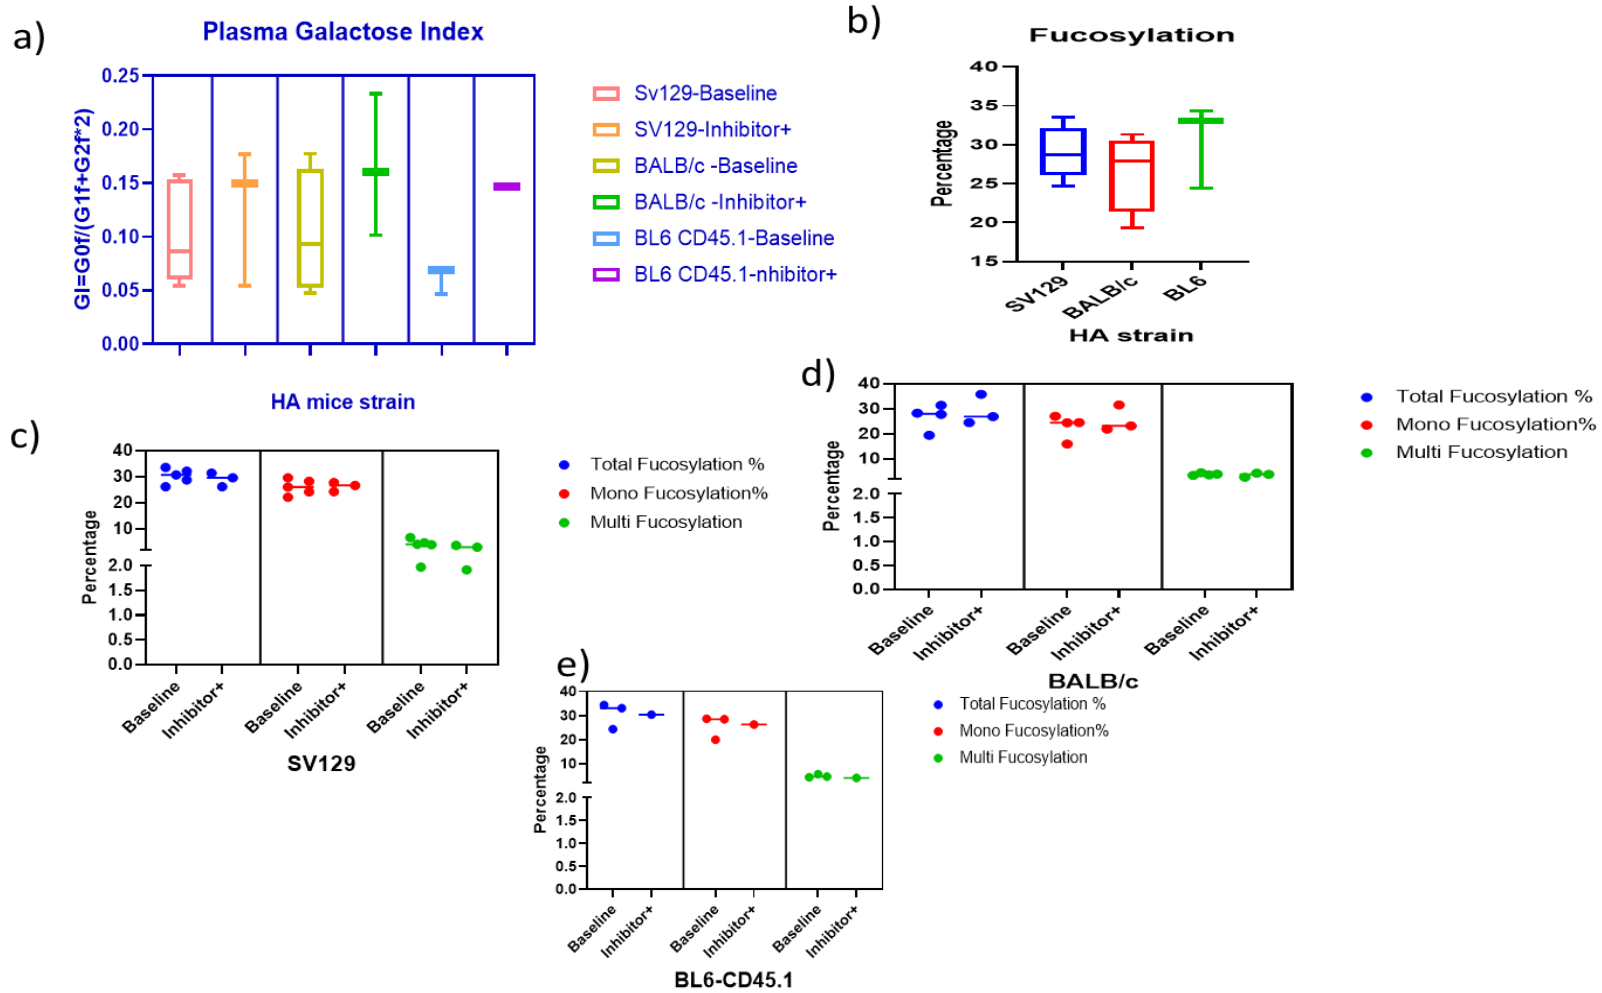 a)
Plasma Galactose Index
GI=G0f/(G1f+G2f*2)
0.25
0.20
0.15
0.10
0.05
0.00
HA mice strain
Sv129-Baseline
SV129-Inhibitor+
BALB/c -Baseline
BALB/c -Inhibitor+
BL6 CD45.1-Baseline
BL6 CD45.1-nhibitor+
b)
Fucosylation
Percentage
40
35
30
25
20
15
SV129
BALB/c
BL6
HA strain
c)
Percentage
40
30
20
10
2.0
1.5
1.0
0.5
0.0
Baseline
Inhibitor+
Baseline
Inhibitor+
Baseline
Inhibitor+
SV129
Total Fucosylation %
Mono Fucosylation%
Multi Fucosylation
d)
Percentage
40
30
20
10
2.0
1.5
1.0
0.5
0.0
Baseline
Inhibitor+
Baseline
Inhibitor+
Baseline
Inhibitor+
BALB/c
Total Fucosylation %
Mono Fucosylation%
Multi Fucosylation
e)
Percentage
40
30
20
10
2.0
1.5
1.0
0.5
0.0
Baseline
Inhibitor+
Baseline
Inhibitor+
Baseline
Inhibitor+
BL6-CD45.1
Total Fucosylation %
Mono Fucosylation%
Multi Fucosylation